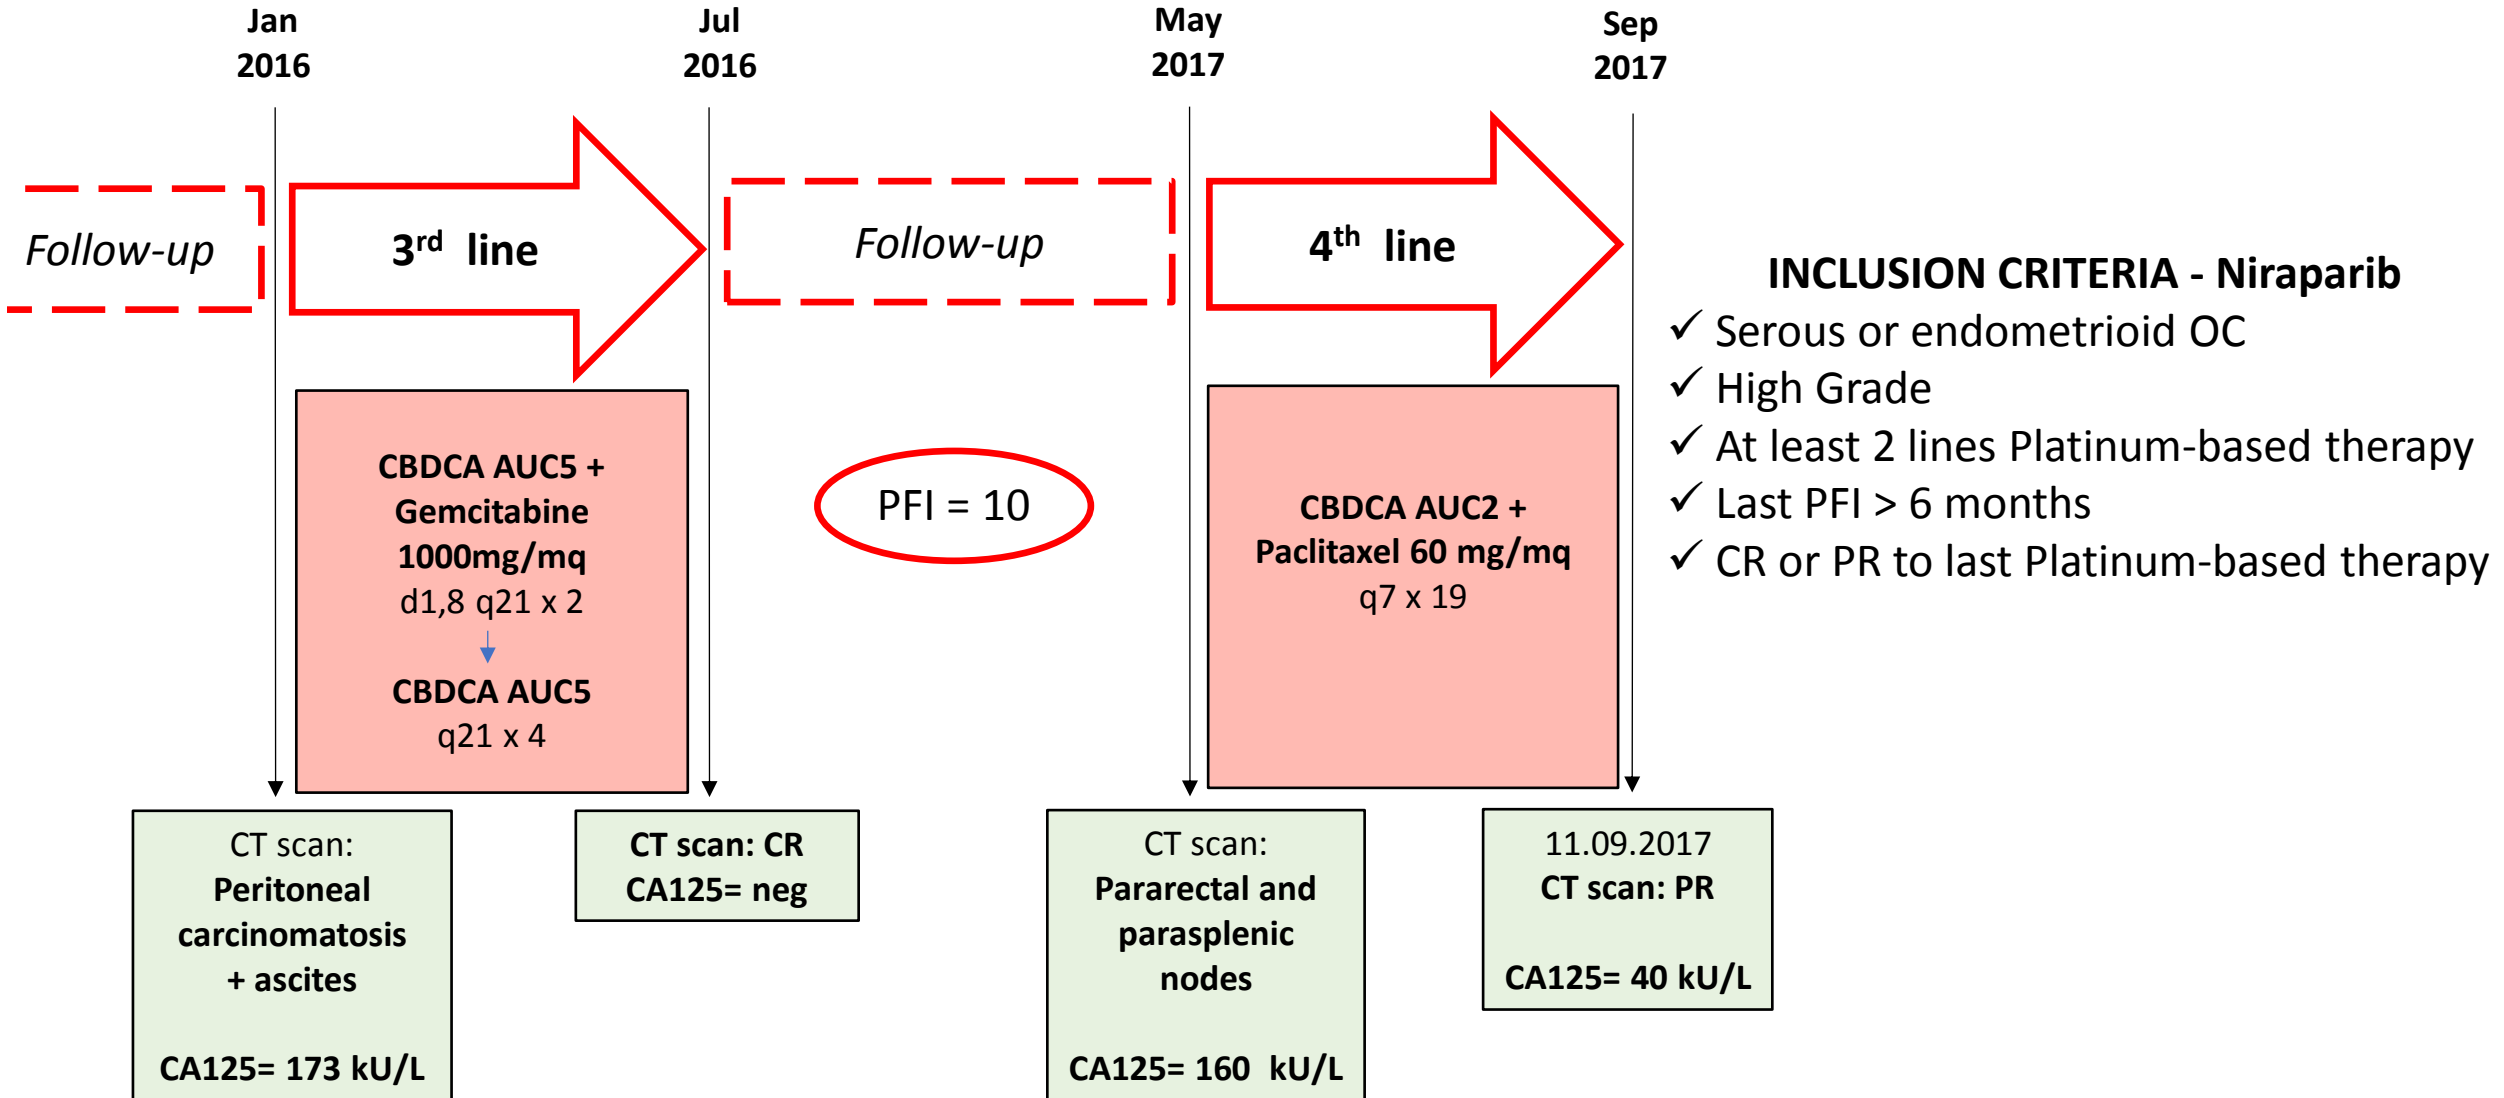 Jan
2016
Jul
2016
May
2017
Sep
2017
Follow-up
3rd line
Follow-up
4th line
CBDCA AUC5 +
Gemcitabine
1000mg/mq
d1,8 q21 x 2
CBDCA AUC5
q21 x 4
PFI = 10
CBDCA AUC2 +
Paclitaxel 60 mg/mq
q7 x 19
INCLUSION CRITERIA - Niraparib
✓ Serous or endometrioid OC
✓ High Grade
✓ At least 2 lines Platinum-based therapy
✓ Last PFI > 6 months
✓ CR or PR to last Platinum-based therapy
CT scan:
Peritoneal
carcinomatosis
+ ascites
CA125= 173 kU/L
CT scan: CR
CA125= neg
CT scan:
Pararectal and
parasplenic
nodes
CA125= 160 kU/L
11.09.2017
CT scan: PR
CA125= 40 kU/L